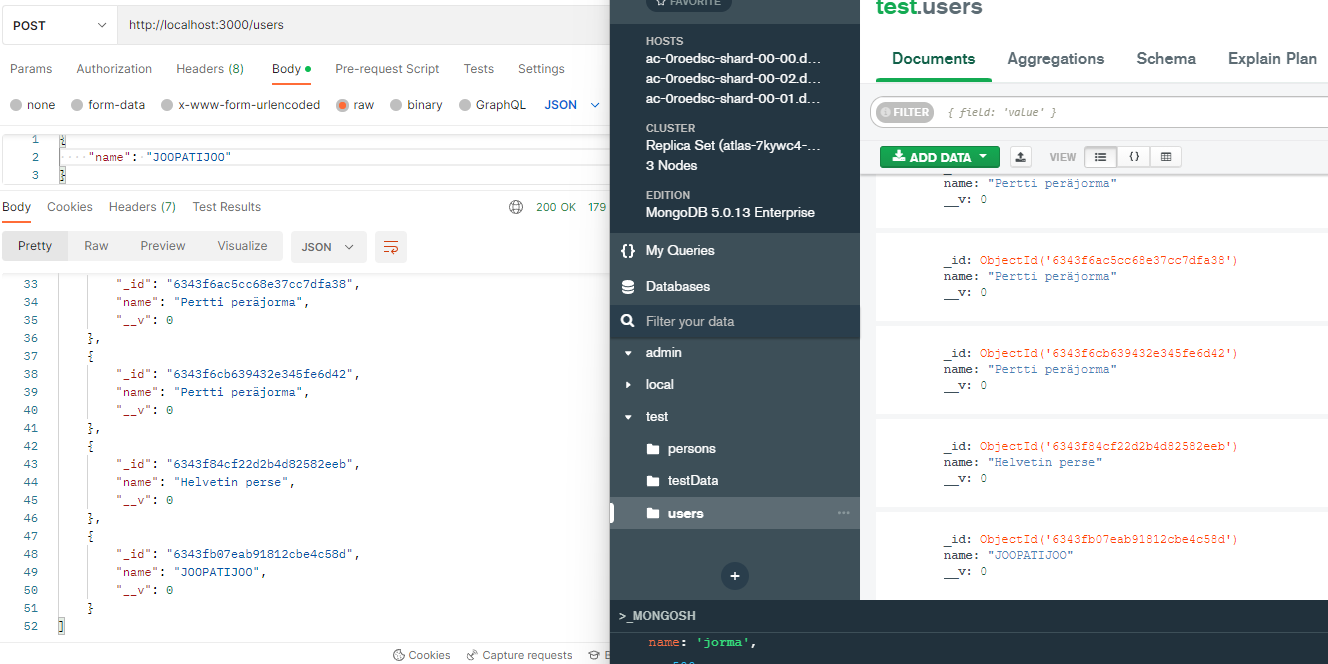 POST
http://localhost:3000/users
Params Authorization Headers (8) Body Pre-request Script Tests Settings
none form-data x-www-form-urlencoded raw binary GraphQL JSON
1 {
2 "name": "JOOPATIJOO"
3 }
Body Cookies Headers (7) Test Results 200 OK 179
Pretty Raw Preview Visualize JSON
33 "_id": "6343f6ac5cc68e37cc7dfa38",
34 "name": "Pertti peräjorma",
35 "__v": 0
36 },
37 {
38 "_id": "6343f6cb639432e345fe6d42",
39 "name": "Pertti peräjorma",
40 "__v": 0
41 },
42 {
43 "_id": "6343f84cf22d2b4d82582eeb",
44 "name": "Helvetin perse",
45 "__v": 0
46 },
47 {
48 "_id": "6343fb07eab91812cbe4c58d",
49 "name": "JOOPATIJOO",
50 "__v": 0
51 }
52 ]
Cookies Capture requests
FAVORITE
HOSTS
ac-0roedsc-shard-00-00.d...
ac-0roedsc-shard-00-02.d...
ac-0roedsc-shard-00-01.d...
CLUSTER
Replica Set (atlas-7kywc4-...
3 Nodes
EDITION
MongoDB 5.0.13 Enterprise
{} My Queries
Databases
Filter your data
admin
local
test
persons
testData
users ...
+
test.users
Documents Aggregations Schema Explain Plan
FILTER { field: 'value' }
ADD DATA VIEW {}
name: "Pertti peräjorma"
__v: 0
_id: ObjectId('6343f6ac5cc68e37cc7dfa38')
name: "Pertti peräjorma"
__v: 0
_id: ObjectId('6343f6cb639432e345fe6d42')
name: "Pertti peräjorma"
__v: 0
_id: ObjectId('6343f84cf22d2b4d82582eeb')
name: "Helvetin perse"
__v: 0
_id: ObjectId('6343fb07eab91812cbe4c58d')
name: "JOOPATIJOO"
__v: 0
>_MONGOSH
name: 'jorma',